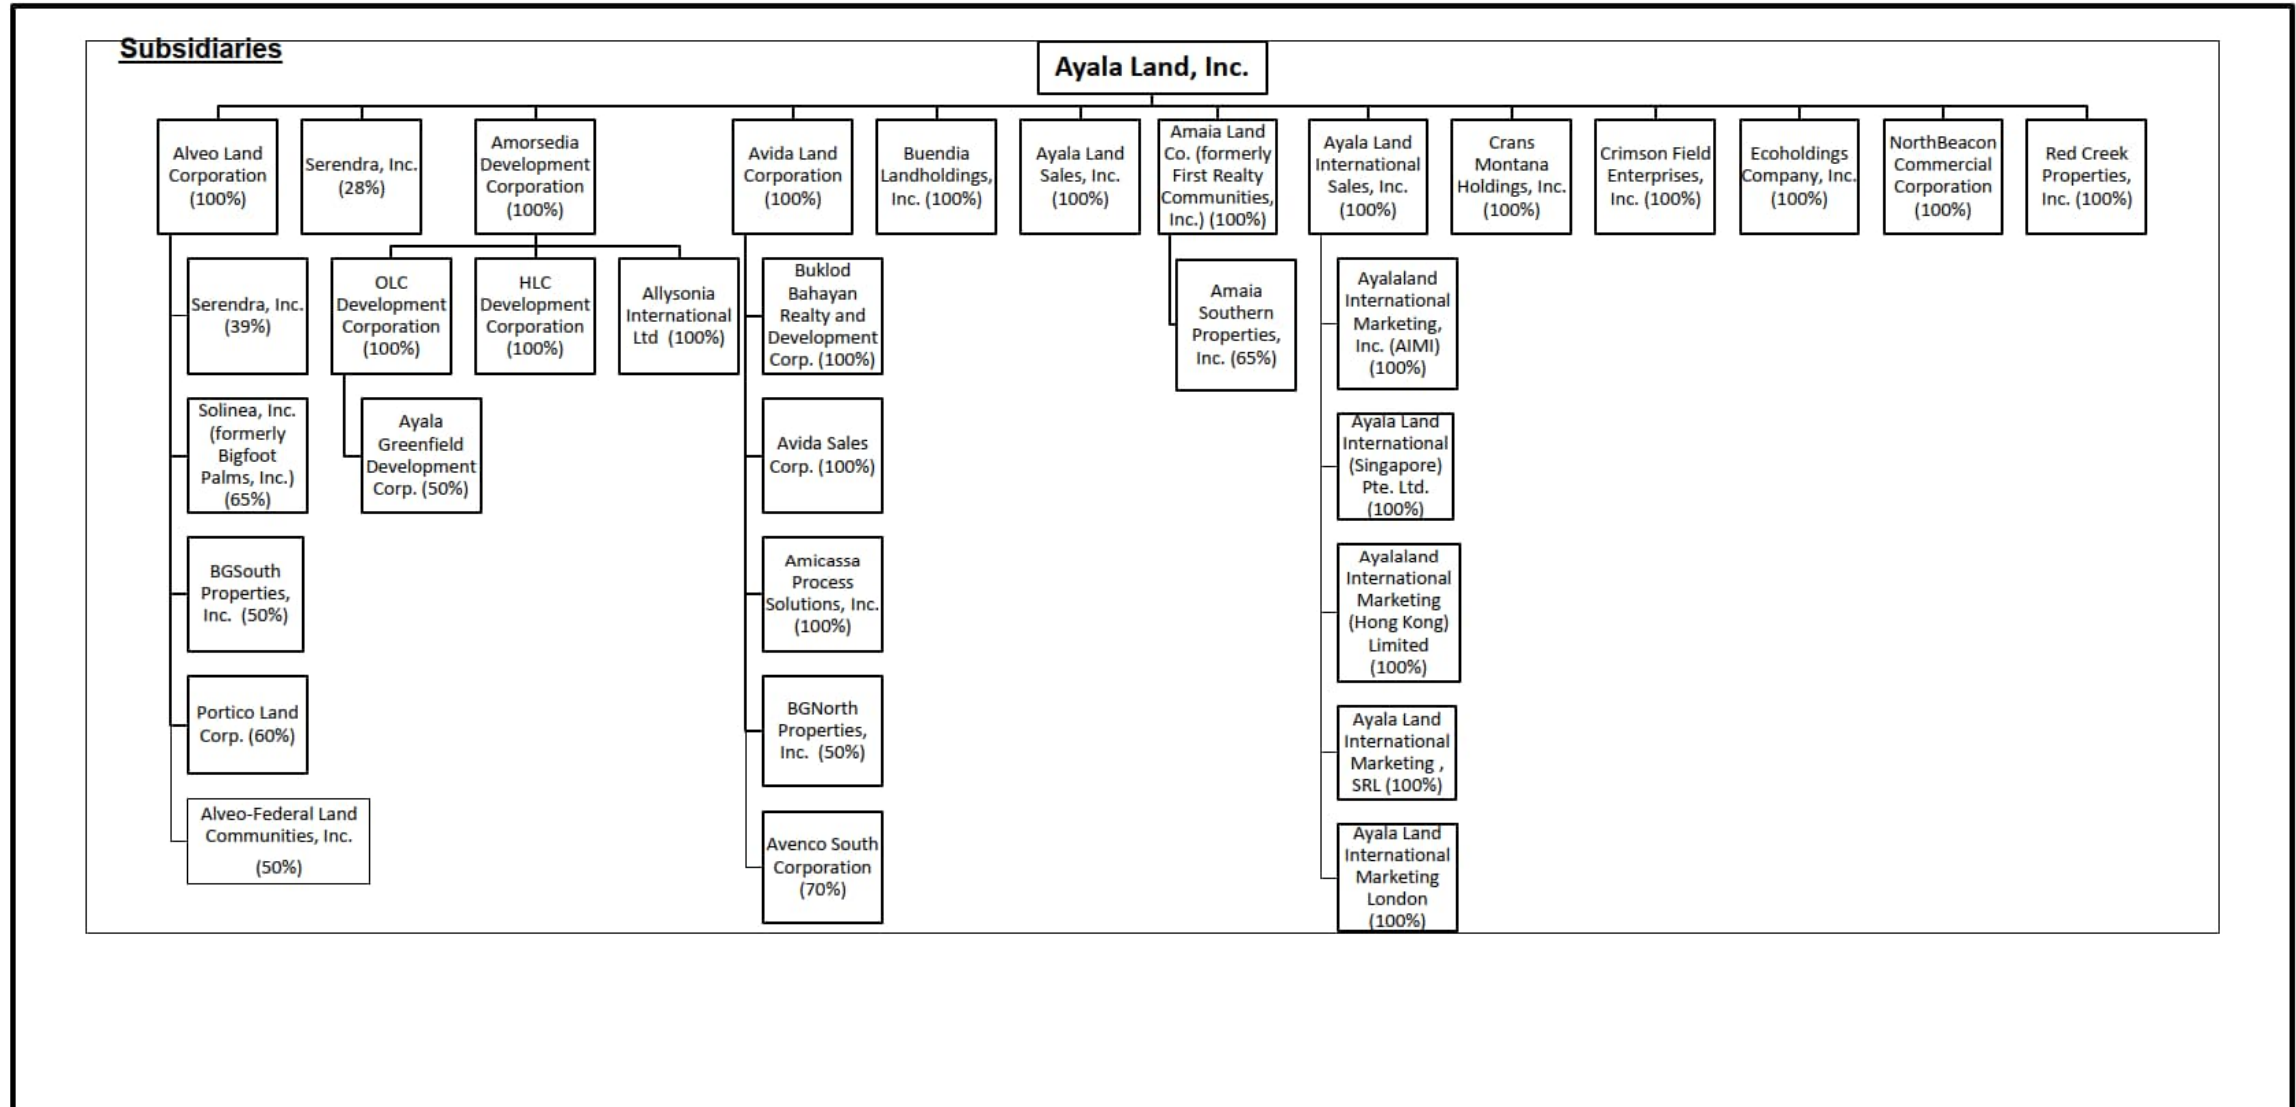 Subsidiaries
Ayala Land, Inc.
Alveo Land
Corporation
(100%)
Serendra, Inc.
(28%)
Amorsedia
Development
Corporation
(100%)
Avida Land
Corporation
(100%)
Buendia
Landholdings,
Inc. (100%)
Ayala Land
Sales, Inc.
(100%)
Amaia Land
Co. (formerly
First Realty
Communities,
Inc.) (100%)
Ayala Land
International
Sales, Inc.
(100%)
Crans
Montana
Holdings, Inc.
(100%)
Crimson Field
Enterprises,
Inc. (100%)
Ecoholdings
Company, Inc.
(100%)
NorthBeacon
Commercial
Corporation
(100%)
Red Creek
Properties,
Inc. (100%)
Serendra, Inc.
(39%)
OLC
Development
Corporation
(100%)
HLC
Development
Corporation
(100%)
Allysonia
International
Ltd (100%)
Buklod
Bahayan
Realty and
Development
Corp. (100%)
Amaia
Southern
Properties,
Inc. (65%)
Ayalaland
International
Marketing,
Inc. (AIMI)
(100%)
Solinea, Inc.
(formerly
Bigfoot
Palms, Inc.)
(65%)
Ayala
Greenfield
Development
Corp. (50%)
Avida Sales
Corp. (100%)
Ayala Land
International
(Singapore)
Pte. Ltd.
(100%)
BGSouth
Properties,
Inc. (50%)
Amicassa
Process
Solutions, Inc.
(100%)
Ayalaland
International
Marketing
(Hong Kong)
Limited
(100%)
Portico Land
Corp. (60%)
BGNorth
Properties,
Inc. (50%)
Ayala Land
International
Marketing ,
SRL (100%)
Alveo-Federal Land
Communities, Inc.
(50%)
Avenco South
Corporation
(70%)
Ayala Land
International
Marketing
London
(100%)